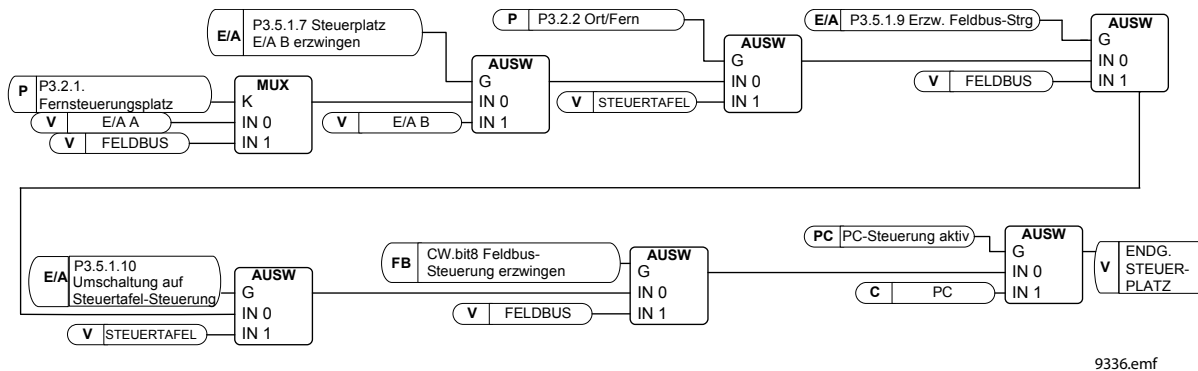 E/A P3.5.1.7 Steuerplatz
E/A B erzwingen
P P3.2.2 Ort/Fern
E/A P3.5.1.9 Erzw. Feldbus-Strg
AUSW
G
IN 0
IN 1
V FELDBUS
AUSW
G
IN 0
IN 1
V STEUERTAFEL
AUSW
G
IN 0
IN 1
V E/A B
P P3.2.1.
Fernsteuerungsplatz
MUX
K
IN 0
IN 1
V E/A A
V FELDBUS
E/A P3.5.1.10
Umschaltung auf
Steuertafel-Steuerung
AUSW
G
IN 0
IN 1
V STEUERTAFEL
FB CW.bit8 Feldbus-
Steuerung erzwingen
AUSW
G
IN 0
IN 1
V FELDBUS
PC PC-Steuerung aktiv
AUSW
G
IN 0
IN 1
C PC
V ENDG.
STEUER-
PLATZ
9336.emf